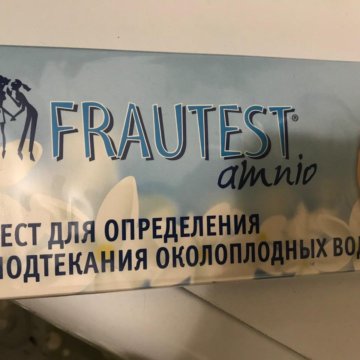 FRAUTEST®
amnio
ЕСТ ДЛЯ ОПРЕДЕЛЕНИЯ
ПОДТЕКАНИЯ ОКОЛОПЛОДНЫХ ВОД